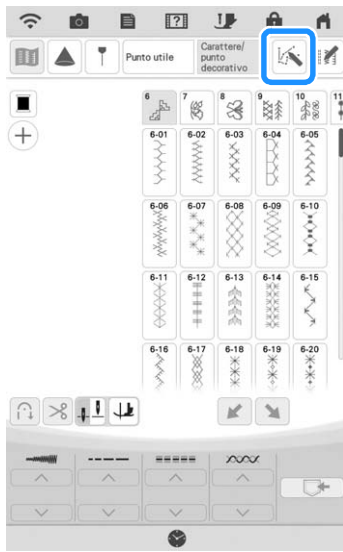 ?
Punto utile
Carattere/
punto
decorativo
6 7 8 9 10 11
6-01 6-02 6-03 6-04 6-05
6-06 6-07 6-08 6-09 6-10
6-11 6-12 6-13 6-14 6-15
6-16 6-17 6-18 6-19 6-20